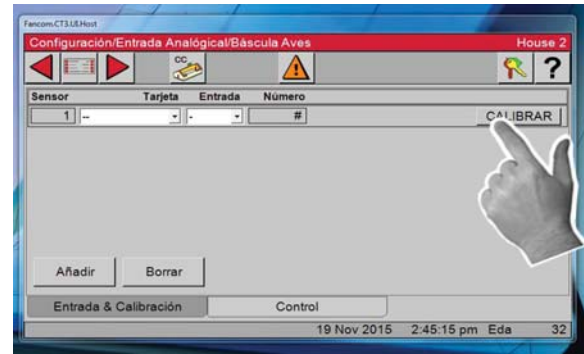 Fancom.CT3.UI.Host
Configuración/Entrada Analógical/Báscula Aves House 2
CC
?
Sensor Tarjeta Entrada Número
1 -- - # CALIBRAR
Añadir Borrar
Entrada & Calibración Control
19 Nov 2015 2:45:15 pm Eda 32